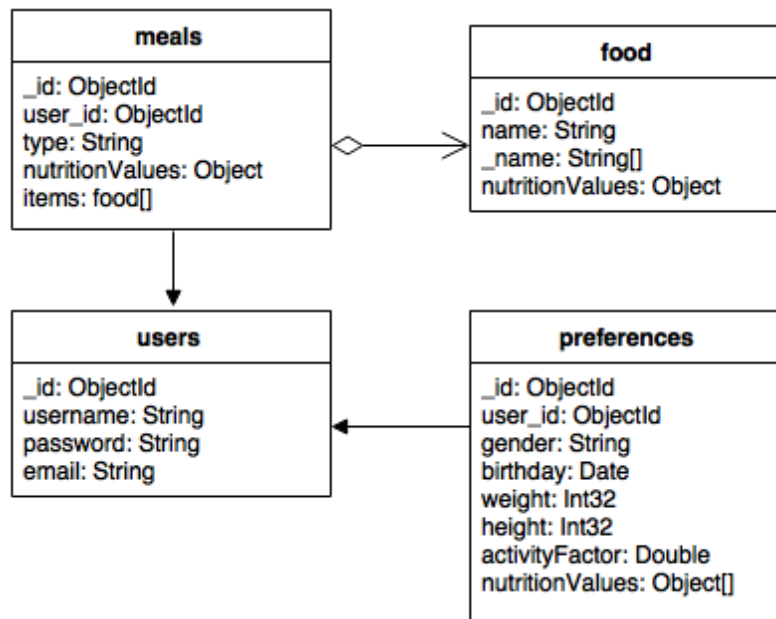 meals
_id: ObjectId
user_id: ObjectId
type: String
nutritionValues: Object
items: food[]
food
_id: ObjectId
name: String
_name: String[]
nutritionValues: Object
users
_id: ObjectId
username: String
password: String
email: String
preferences
_id: ObjectId
user_id: ObjectId
gender: String
birthday: Date
weight: Int32
height: Int32
activityFactor: Double
nutritionValues: Object[]